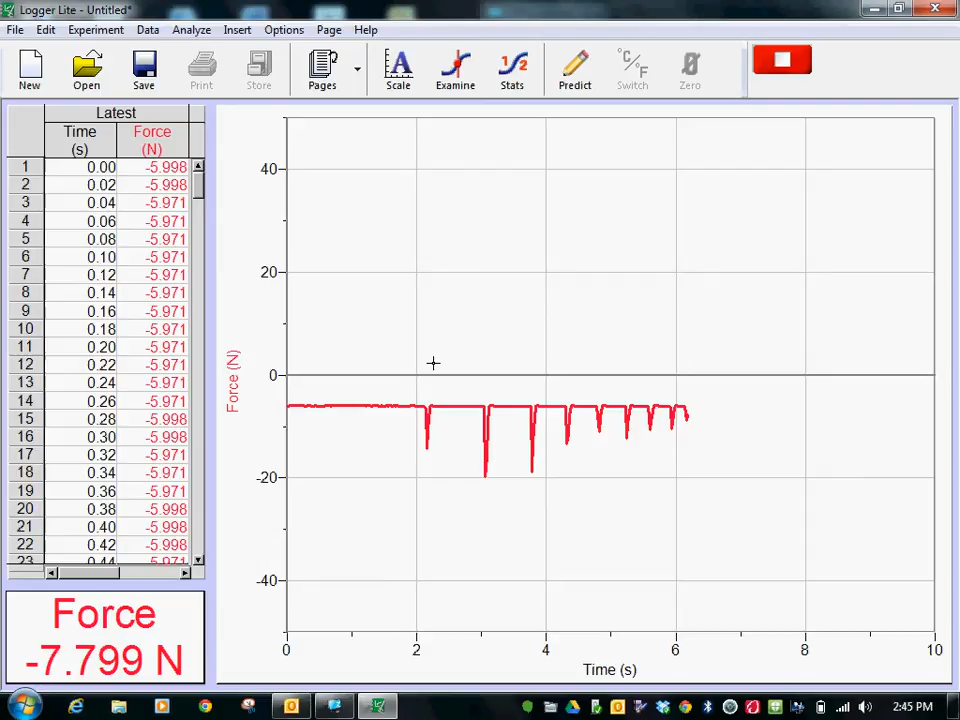 Logger Lite - Untitled*
File Edit Experiment Data Analyze Insert Options Page Help
New Open Save Print Store Pages Scale Examine Stats Predict Switch Zero
Latest
Time (s) Force (N)
1 0.00 -5.998
2 0.02 -5.998
3 0.04 -5.971
4 0.06 -5.971
5 0.08 -5.971
6 0.10 -5.971
7 0.12 -5.971
8 0.14 -5.971
9 0.16 -5.971
10 0.18 -5.971
11 0.20 -5.971
12 0.22 -5.971
13 0.24 -5.971
14 0.26 -5.971
15 0.28 -5.998
16 0.30 -5.998
17 0.32 -5.971
18 0.34 -5.971
19 0.36 -5.971
20 0.38 -5.998
21 0.40 -5.998
22 0.42 -5.998
23 0.44 -5.971
Force
-7.799 N
Force (N)
40
20
0
-20
-40
0 2 4 6 8 10
Time (s)
2:45 PM